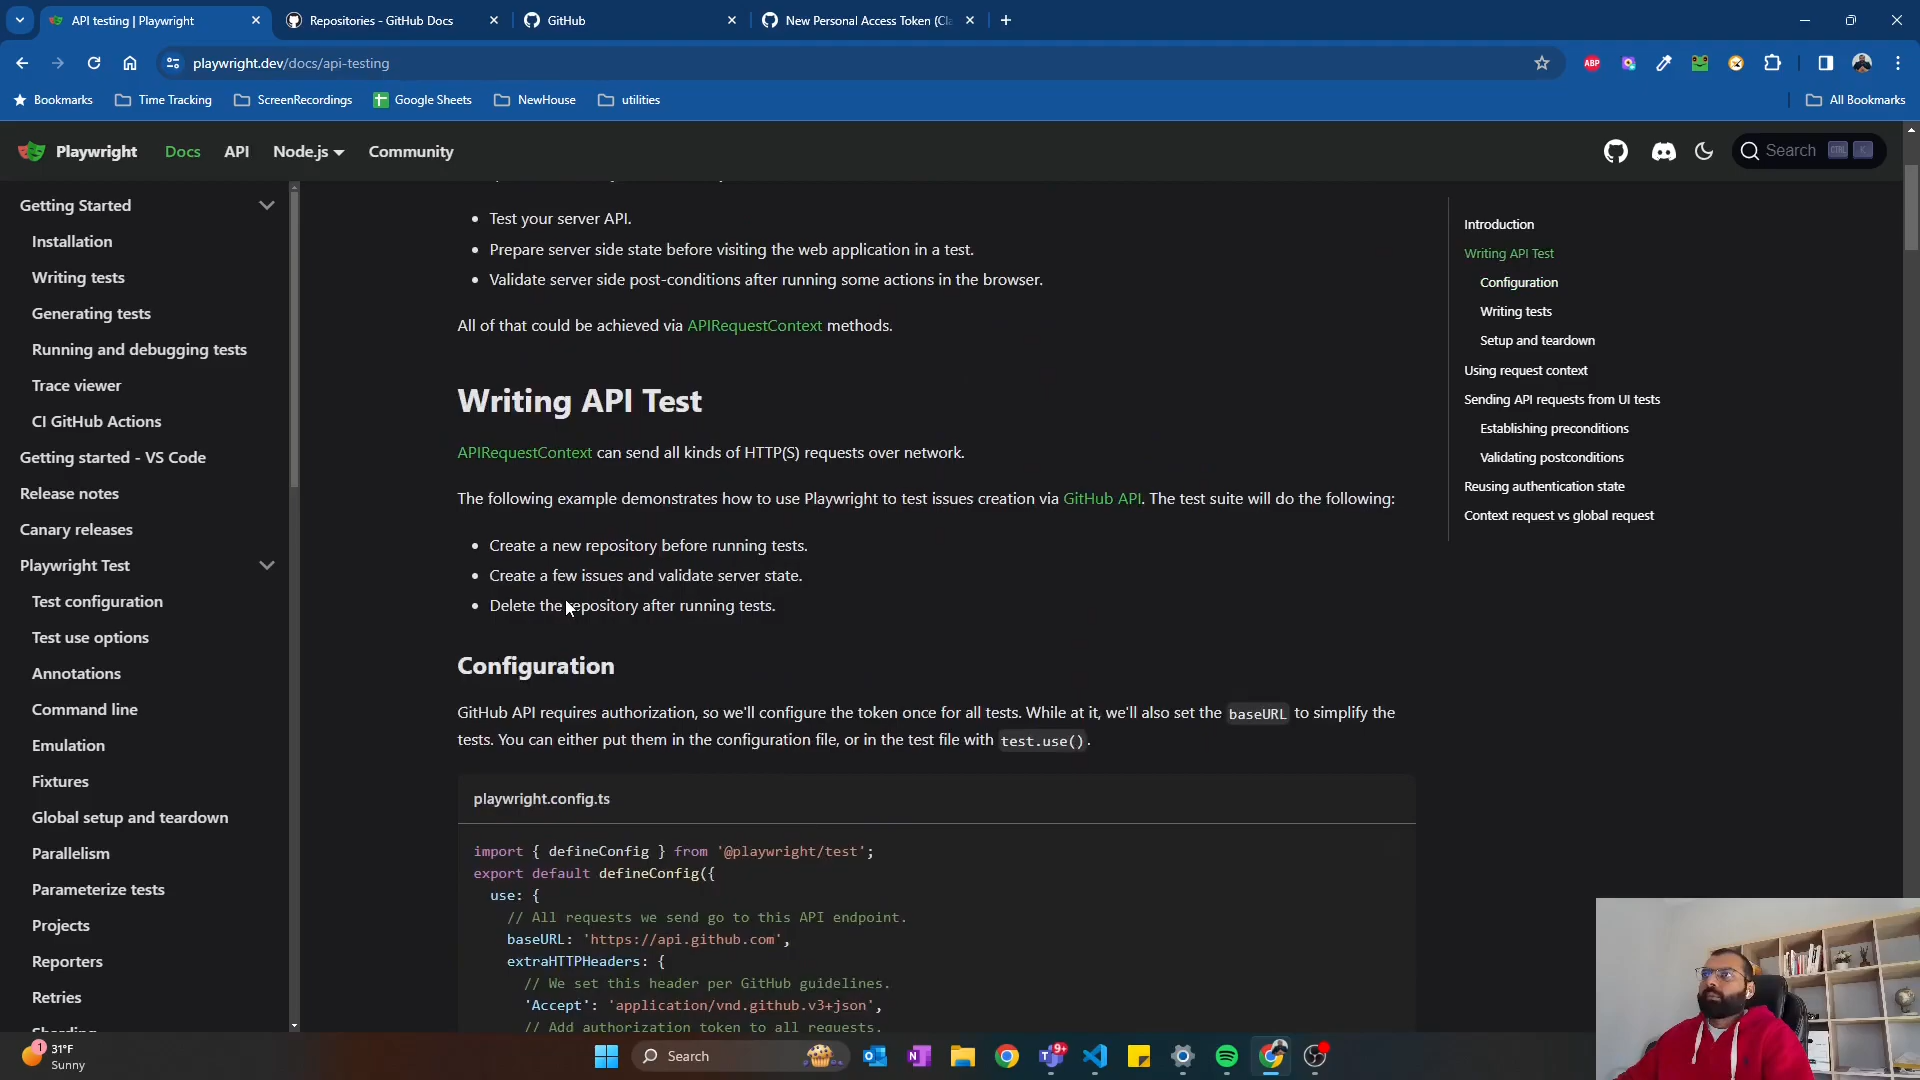 API testing | Playwright
Repositories - GitHub Docs
GitHub
New Personal Access Token (Cla
playwright.dev/docs/api-testing
ABP
Bookmarks
Time Tracking
ScreenRecordings
Google Sheets
NewHouse
utilities
All Bookmarks
Playwright
Docs
API
Node.js
Community
Search
CTRL
K
Getting Started
Installation
Writing tests
Generating tests
Running and debugging tests
Trace viewer
CI GitHub Actions
Getting started - VS Code
Release notes
Canary releases
Playwright Test
Test configuration
Test use options
Annotations
Command line
Emulation
Fixtures
Global setup and teardown
Parallelism
Parameterize tests
Projects
Reporters
Retries
Sharding
Test your server API.
Prepare server side state before visiting the web application in a test.
Validate server side post-conditions after running some actions in the browser.
All of that could be achieved via APIRequestContext methods.
Writing API Test
APIRequestContext can send all kinds of HTTP(S) requests over network.
The following example demonstrates how to use Playwright to test issues creation via GitHub API. The test suite will do the following:
Create a new repository before running tests.
Create a few issues and validate server state.
Delete the repository after running tests.
Configuration
GitHub API requires authorization, so we'll configure the token once for all tests. While at it, we'll also set the baseURL to simplify the
tests. You can either put them in the configuration file, or in the test file with test.use().
playwright.config.ts
import { defineConfig } from '@playwright/test';
export default defineConfig({
use: {
// All requests we send go to this API endpoint.
baseURL: 'https://api.github.com',
extraHTTPHeaders: {
// We set this header per GitHub guidelines.
'Accept': 'application/vnd.github.v3+json',
// Add authorization token to all requests.
Introduction
Writing API Test
Configuration
Writing tests
Setup and teardown
Using request context
Sending API requests from UI tests
Establishing preconditions
Validating postconditions
Reusing authentication state
Context request vs global request
1
31°F
Sunny
Search
9+